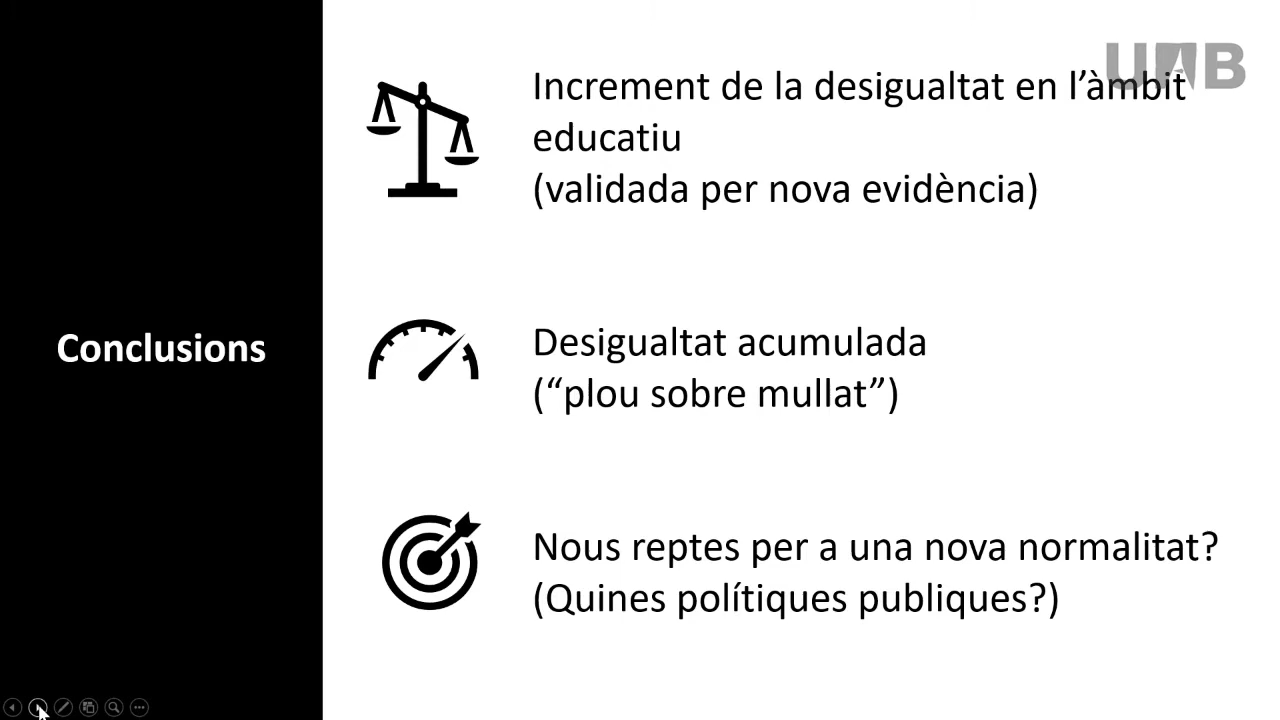 UAB
Increment de la desigualtat en l’àmbit
educatiu
(validada per nova evidència)
Conclusions
Desigualtat acumulada
(“plou sobre mullat”)
Nous reptes per a una nova normalitat?
(Quines polítiques publiques?)